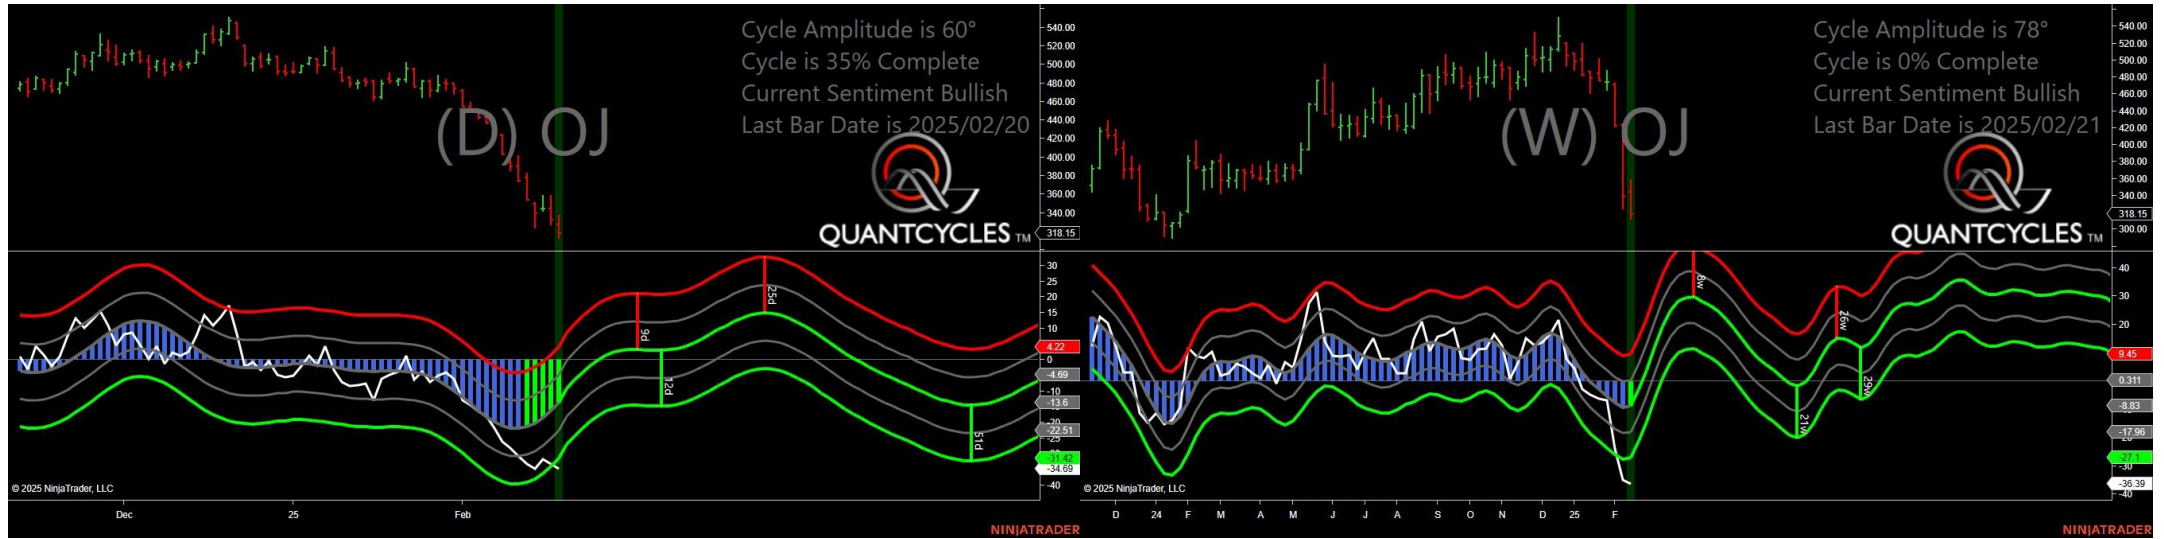 Cycle Amplitude is 60°
Cycle is 35% Complete
Current Sentiment Bullish
Last Bar Date is 2025/02/20
(D) OJ
QUANTCYCLES TM
540.00
520.00
500.00
480.00
460.00
440.00
420.00
400.00
380.00
360.00
340.00
318.15
30
25
20
15
10
4.22
0
-4.69
-10
-13.6
-22.51
-25
-31.42
-34.69
-40
9d
12d
25d
51d
© 2025 NinjaTrader, LLC
Dec 25 Feb
NINJATRADER
Cycle Amplitude is 78°
Cycle is 0% Complete
Current Sentiment Bullish
Last Bar Date is 2025/02/21
(W) OJ
QUANTCYCLES TM
540.00
520.00
500.00
480.00
460.00
440.00
420.00
400.00
380.00
360.00
340.00
318.15
300.00
40
30
20
9.45
0.311
-8.83
-17.96
-27.1
-30
-36.39
-40
8w
21w
26w
29w
© 2025 NinjaTrader, LLC
D 24 F M A M J J A S O N D 25 F
NINJATRADER